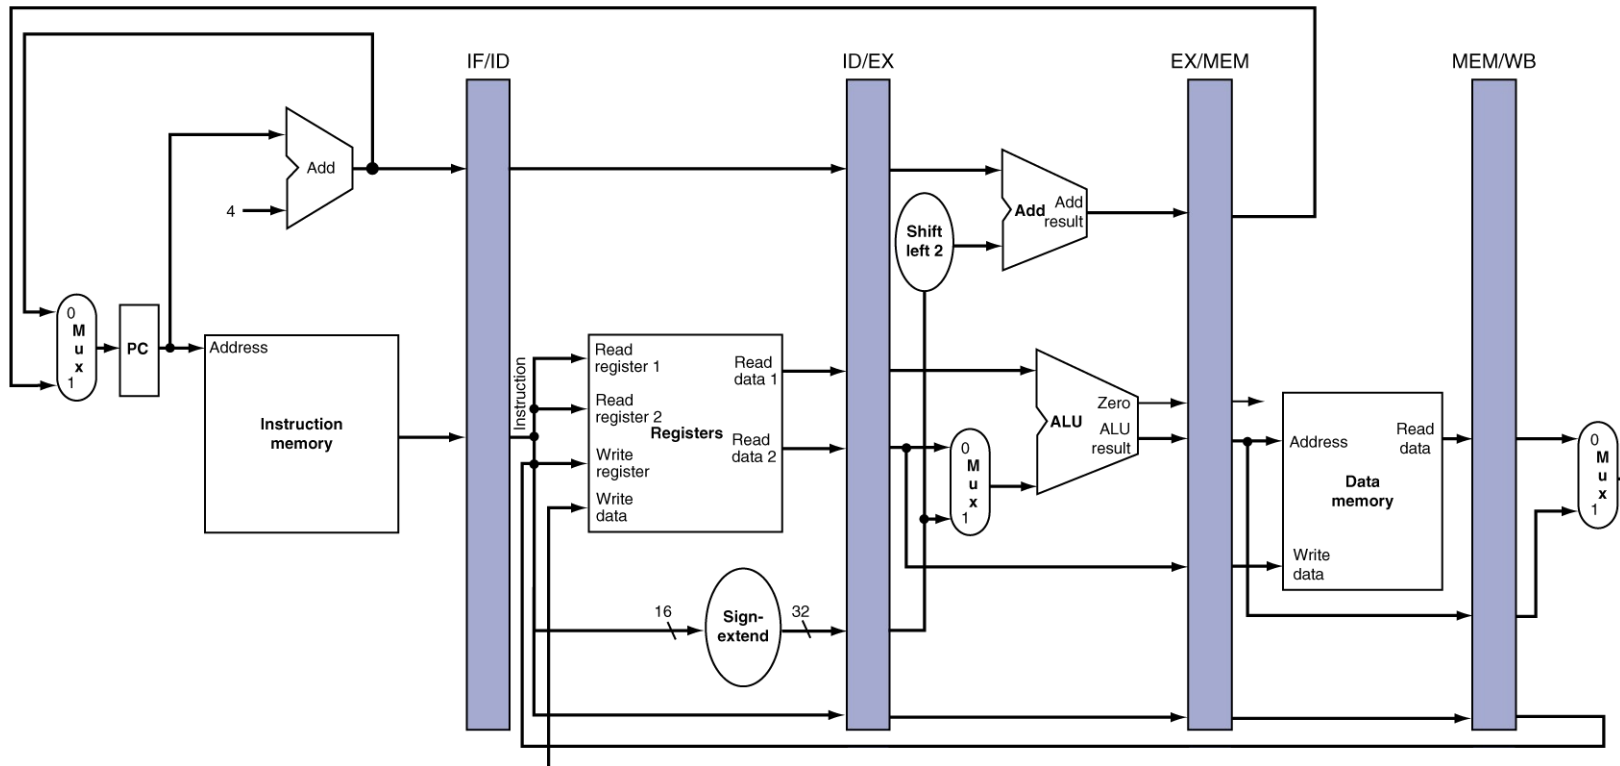 IF/ID
ID/EX
EX/MEM
MEM/WB
Add
4
Shift
left 2
Add
Add
result
0
M
u
x
1
PC
Address
Instruction
memory
Instruction
Read
register 1
Read
register 2
Write
register
Write
data
Registers
Read
data 1
Read
data 2
16
Sign-
extend
32
0
M
u
x
1
ALU
Zero
ALU
result
Address
Read
data
Data
memory
Write
data
0
M
u
x
1